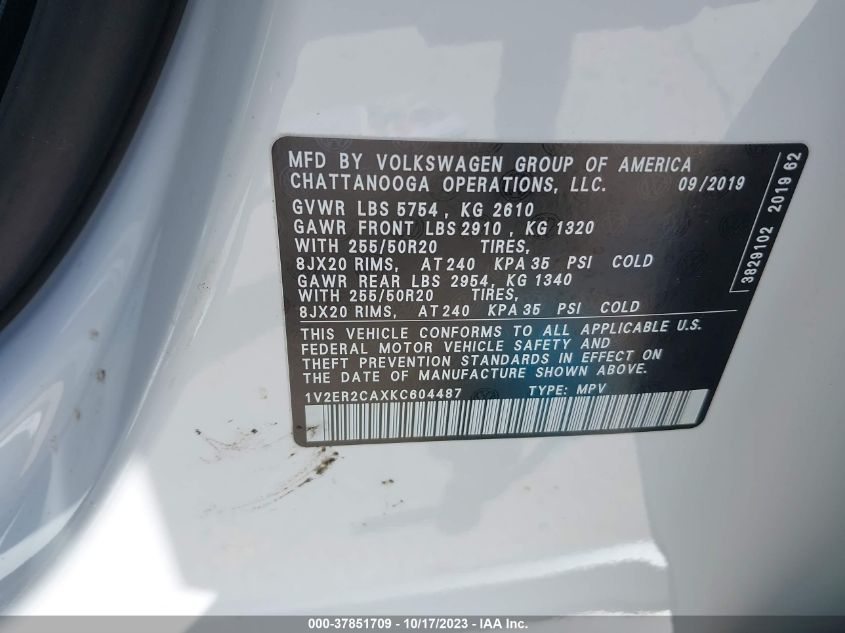 MFD BY VOLKSWAGEN GROUP OF AMERICA
CHATTANOOGA OPERATIONS, LLC. 09/2019
GVWR LBS 5754, KG 2610
GAWR FRONT LBS 2910, KG 1320
WITH 255/50R20 TIRES,
8JX20 RIMS, AT 240 KPA 35 PSI COLD
GAWR REAR LBS 2954, KG 1340
WITH 255/50R20 TIRES,
8JX20 RIMS, AT 240 KPA 35 PSI COLD
THIS VEHICLE CONFORMS TO ALL APPLICABLE U.S.
FEDERAL MOTOR VEHICLE SAFETY AND
THEFT PREVENTION STANDARDS IN EFFECT ON
THE DATE OF MANUFACTURE SHOWN ABOVE.
1V2ER2CAXKC604487 TYPE: MPV
3829102 2019 62
000-37851709 - 10/17/2023 - IAA Inc.